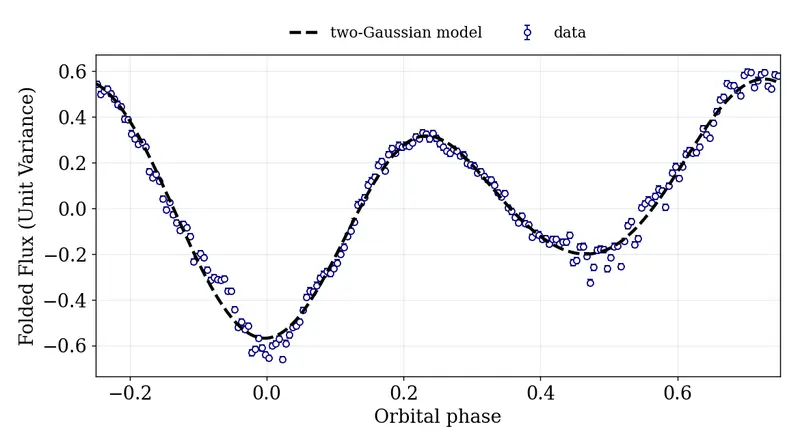 two-Gaussian model data
Folded Flux (Unit Variance)
0.6
0.4
0.2
0.0
−0.2
−0.4
−0.6
−0.2 0.0 0.2 0.4 0.6
Orbital phase